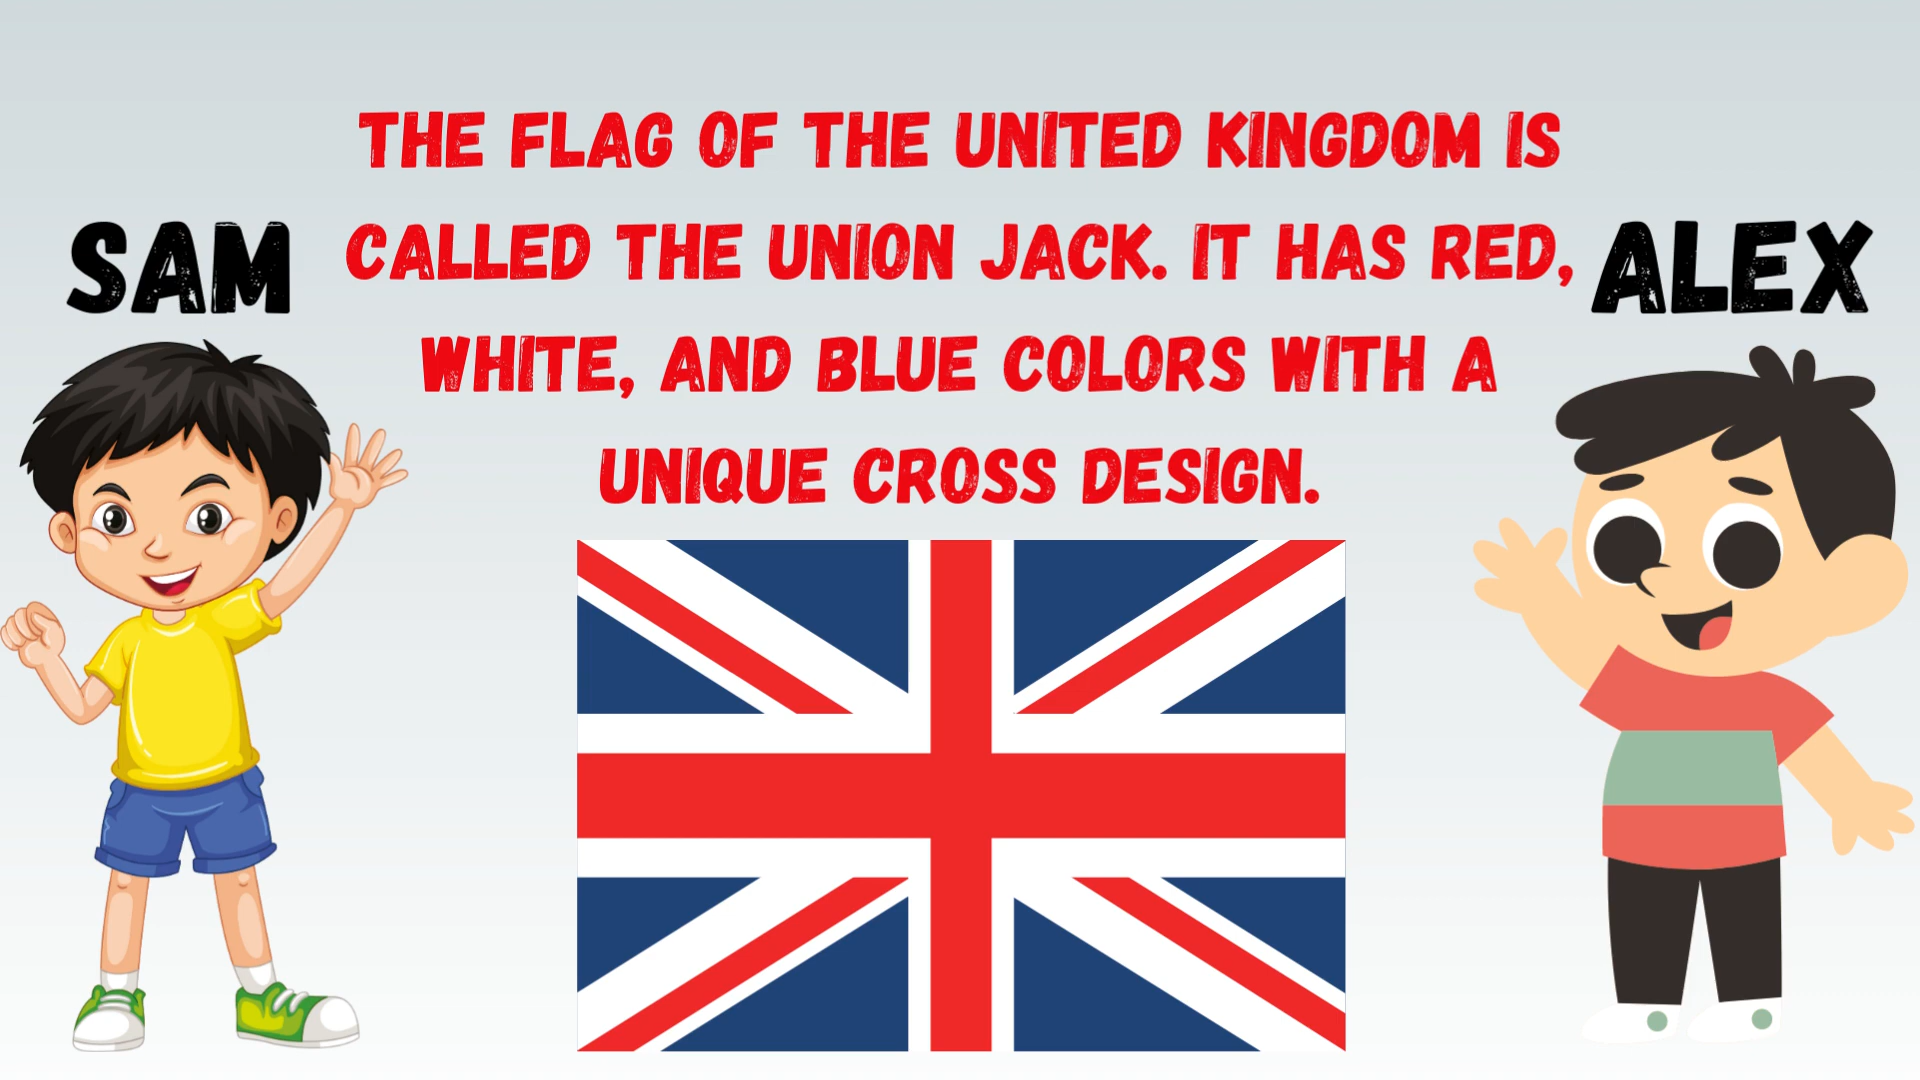 THE FLAG OF THE UNITED KINGDOM IS
CALLED THE UNION JACK. IT HAS RED,
WHITE, AND BLUE COLORS WITH A
UNIQUE CROSS DESIGN.
SAM
ALEX